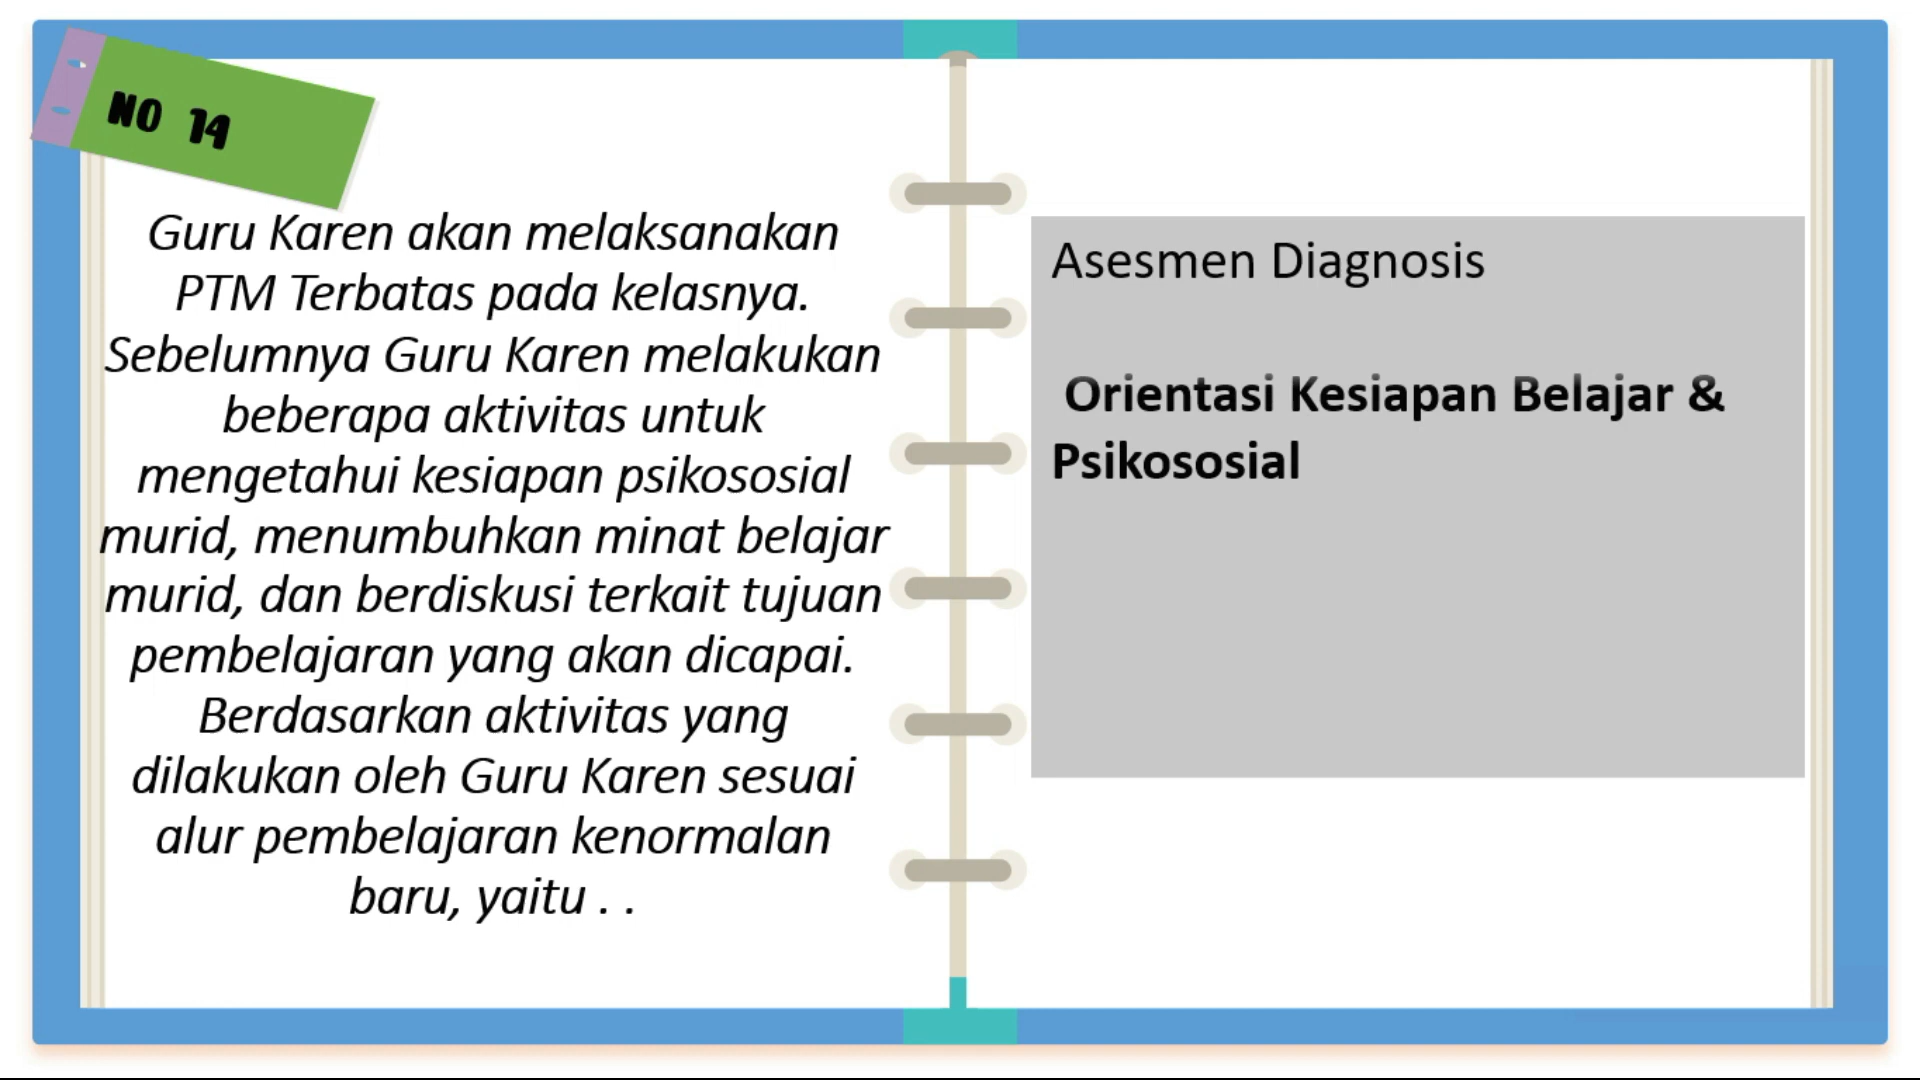 NO 14
Guru Karen akan melaksanakan
PTM Terbatas pada kelasnya.
Sebelumnya Guru Karen melakukan
beberapa aktivitas untuk
mengetahui kesiapan psikososial
murid, menumbuhkan minat belajar
murid, dan berdiskusi terkait tujuan
pembelajaran yang akan dicapai.
Berdasarkan aktivitas yang
dilakukan oleh Guru Karen sesuai
alur pembelajaran kenormalan
baru, yaitu . .
Asesmen Diagnosis
Orientasi Kesiapan Belajar &
Psikososial